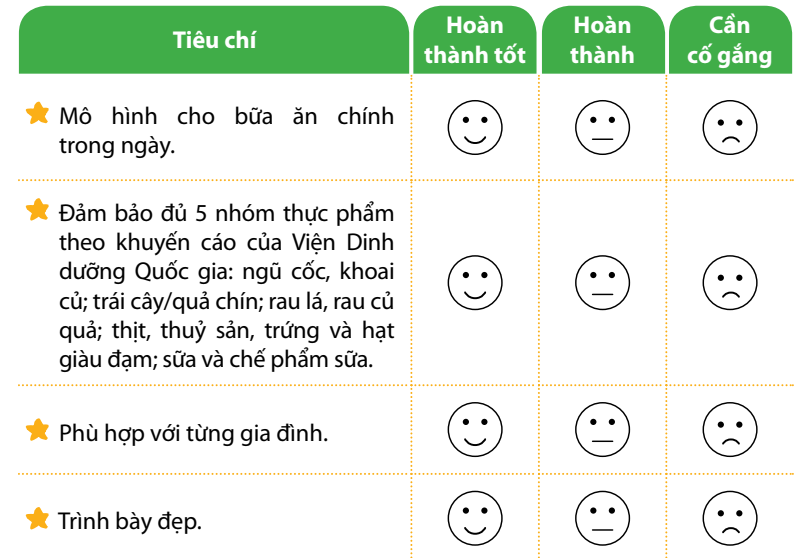 Tiêu chí
Hoàn
thành tốt
Hoàn
thành
Cần
cố gắng
Mô hình cho bữa ăn chính
trong ngày.
Đảm bảo đủ 5 nhóm thực phẩm
theo khuyến cáo của Viện Dinh
dưỡng Quốc gia: ngũ cốc, khoai
củ; trái cây/quả chín; rau lá, rau củ
quả; thịt, thuỷ sản, trứng và hạt
giàu đạm; sữa và chế phẩm sữa.
Phù hợp với từng gia đình.
Trình bày đẹp.